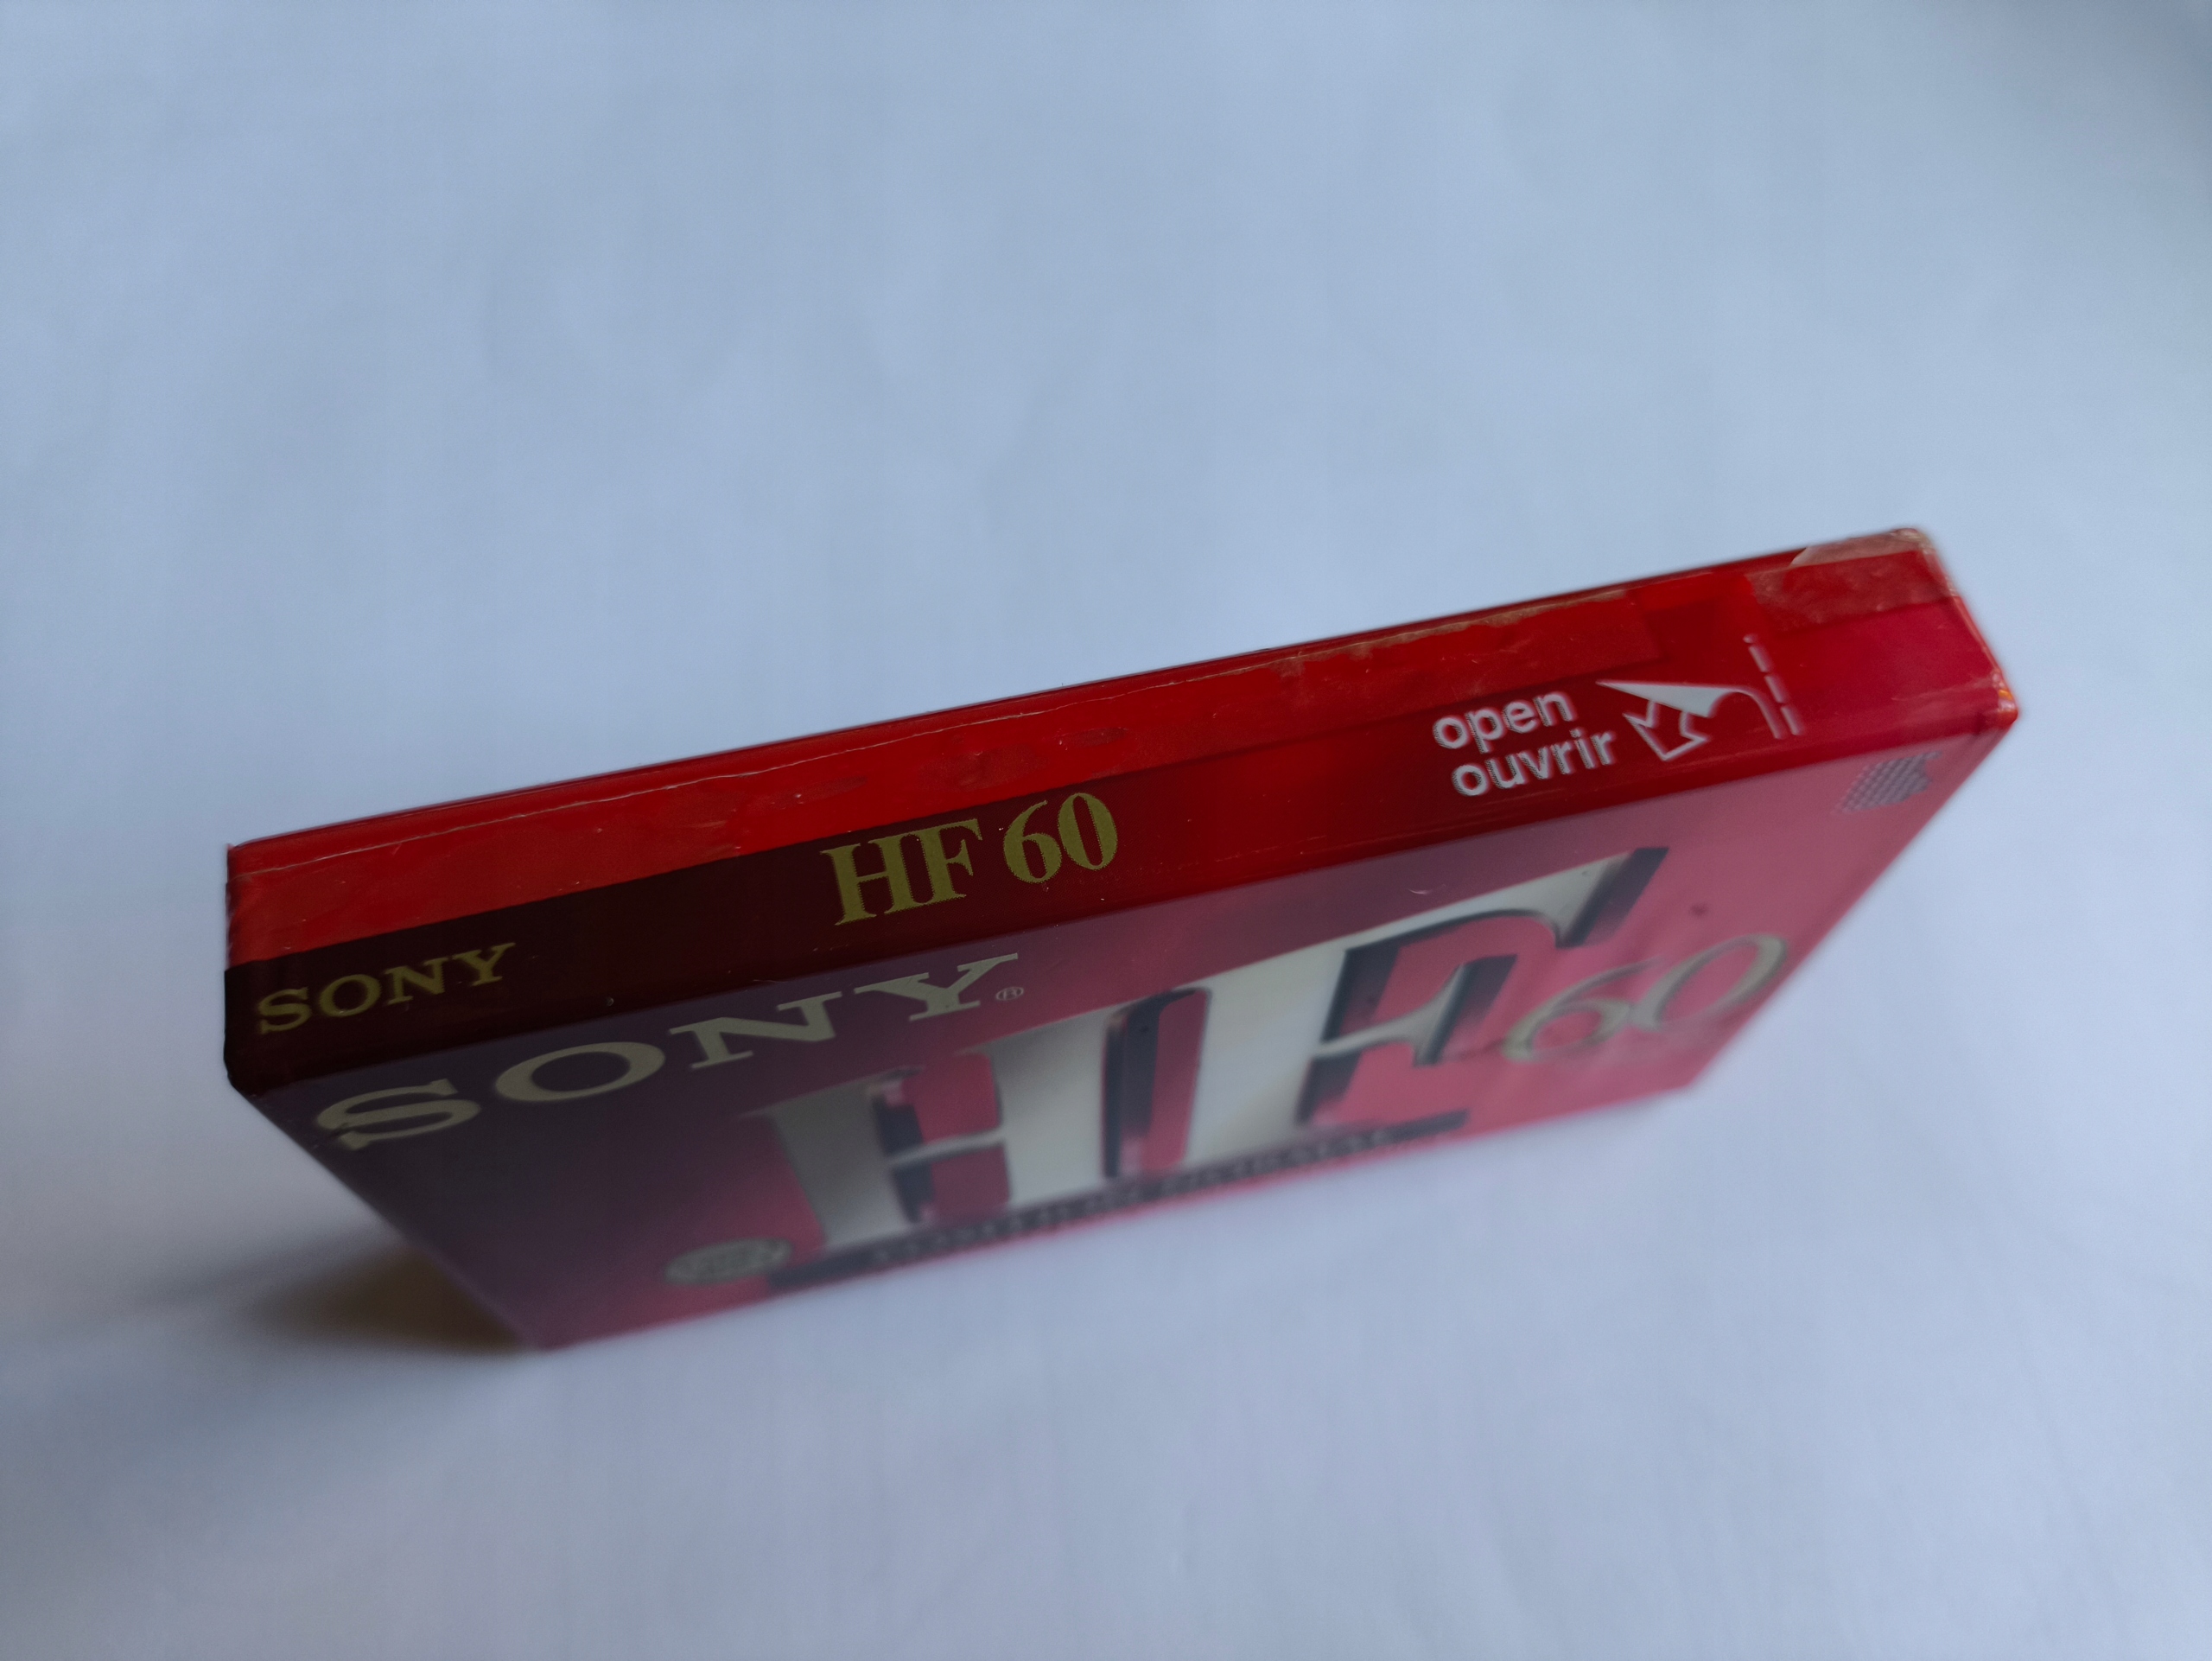 SONY
HF 60
open
ouvrir
SONY®
HF 60